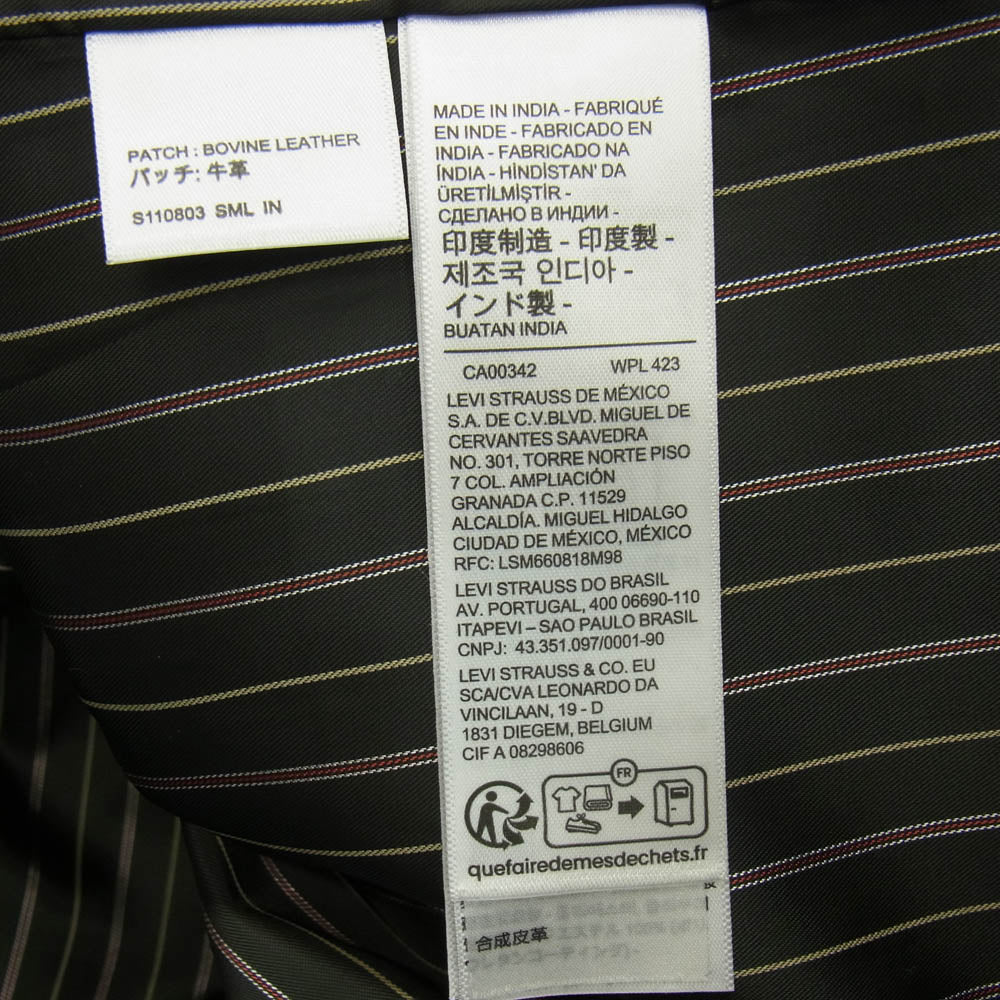 PATCH : BOVINE LEATHER
パッチ: 牛革
S110803 SML IN
MADE IN INDIA - FABRIQUÉ
EN INDE - FABRICADO EN
INDIA - FABRICADO NA
ÍNDIA - HİNDİSTAN' DA
ÜRETİLMİŞTİR -
СДЕЛАНО В ИНДИИ -
印度制造 - 印度製 -
제조국 인디아 -
インド製 -
BUATAN INDIA
CA00342 WPL 423
LEVI STRAUSS DE MÉXICO
S.A. DE C.V.BLVD. MIGUEL DE
CERVANTES SAAVEDRA
NO. 301, TORRE NORTE PISO
7 COL. AMPLIACIÓN
GRANADA C.P. 11529
ALCALDÍA. MIGUEL HIDALGO
CIUDAD DE MÉXICO, MÉXICO
RFC: LSM660818M98
LEVI STRAUSS DO BRASIL
AV. PORTUGAL, 400 06690-110
ITAPEVI – SAO PAULO BRASIL
CNPJ: 43.351.097/0001-90
LEVI STRAUSS & CO. EU
SCA/CVA LEONARDO DA
VINCILAAN, 19 - D
1831 DIEGEM, BELGIUM
CIF A 08298606
FR
quefairedemesdechets.fr
合成皮革